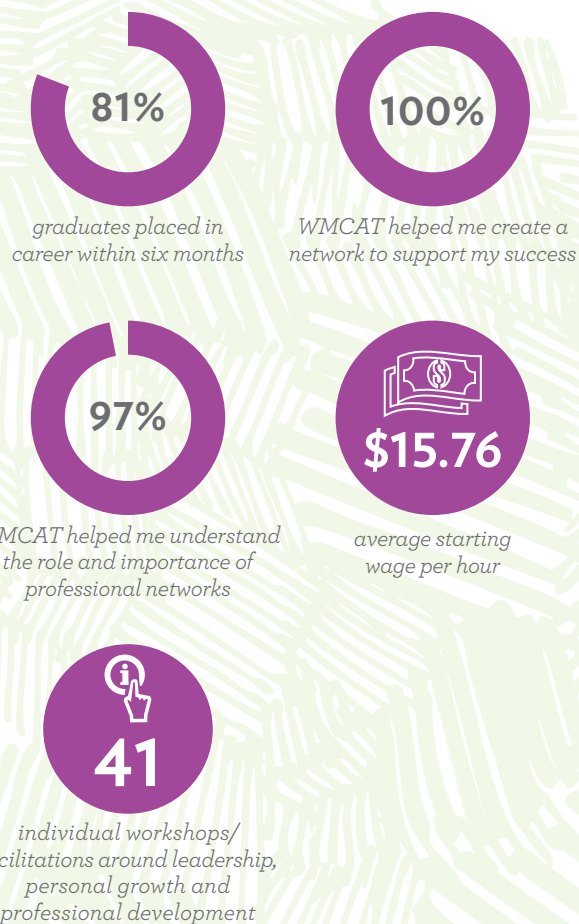 81%
graduates placed in
career within six months
100%
WMCAT helped me create a
network to support my success
97%
MCAT helped me understand
the role and importance of
professional networks
$15.76
average starting
wage per hour
41
individual workshops/
cilitations around leadership,
personal growth and
professional development